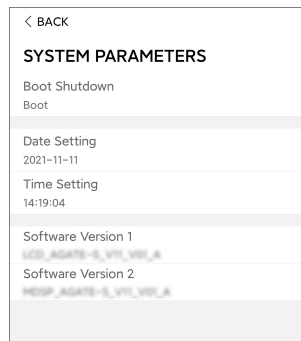 < BACK
SYSTEM PARAMETERS
Boot Shutdown
Boot
Date Setting
2021-11-11
Time Setting
14:19:04
Software Version 1
LCD_AGATE-S_V11_V01_A
Software Version 2
MDSP_AGATE-S_V11_V01_A